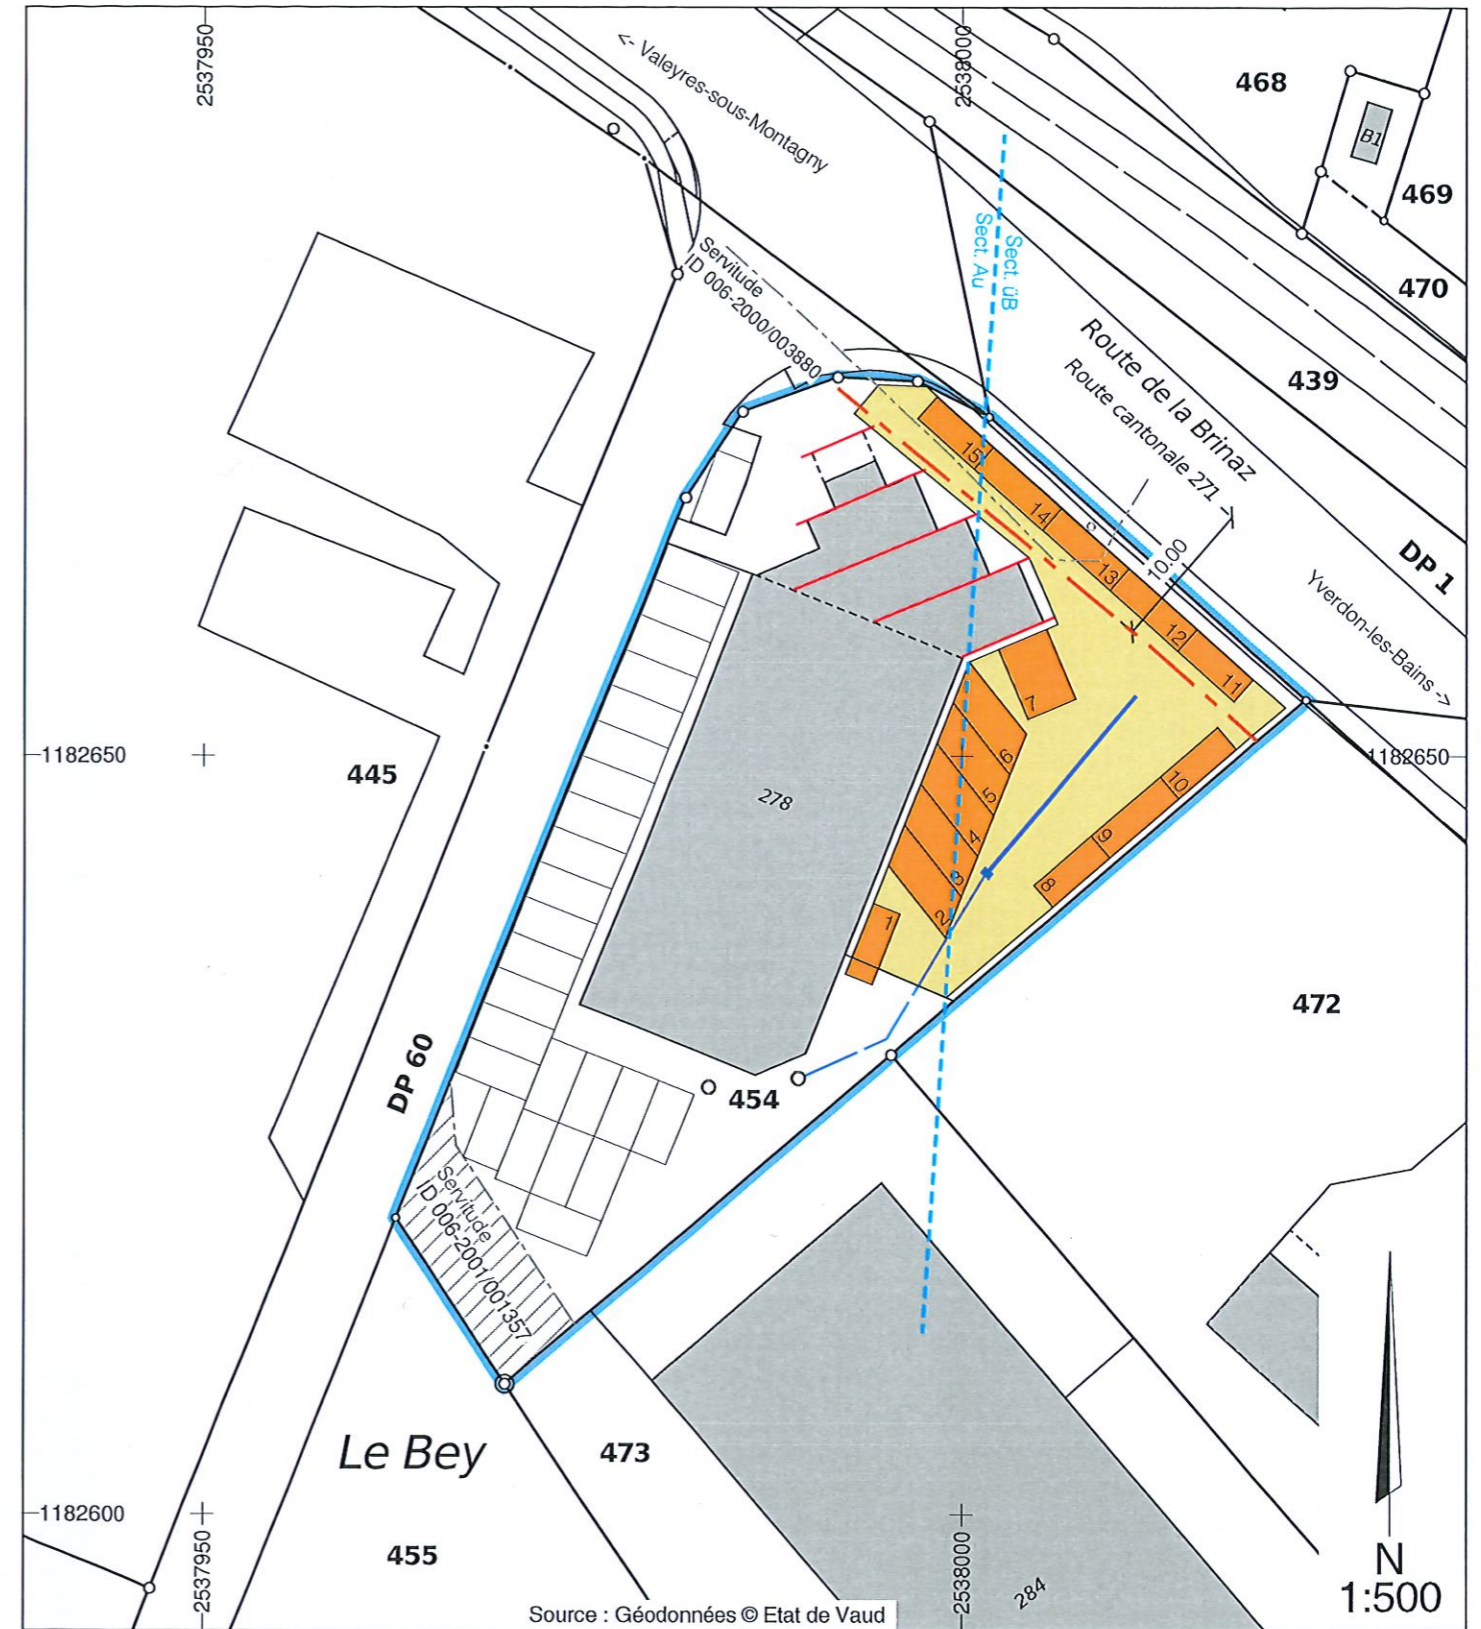 2537950
2538000
<- Valeyres-sous-Montagny
468
B1
469
470
Sect. Au
Sect. üB
Servitude
ID 006-2000/003880
Route de la Brinaz
Route cantonale 271 ->
439
DP 1
10.00
Yverdon-les-Bains ->
15
14
13
12
11
7
6
5
4
3
2
1
10
9
8
1182650
1182650
445
278
472
DP 60
454
Servitude
ID 006-2001/001357
Le Bey
473
455
284
1182600
2537950
2538000
N
1:500
Source : Géodonnées © Etat de Vaud